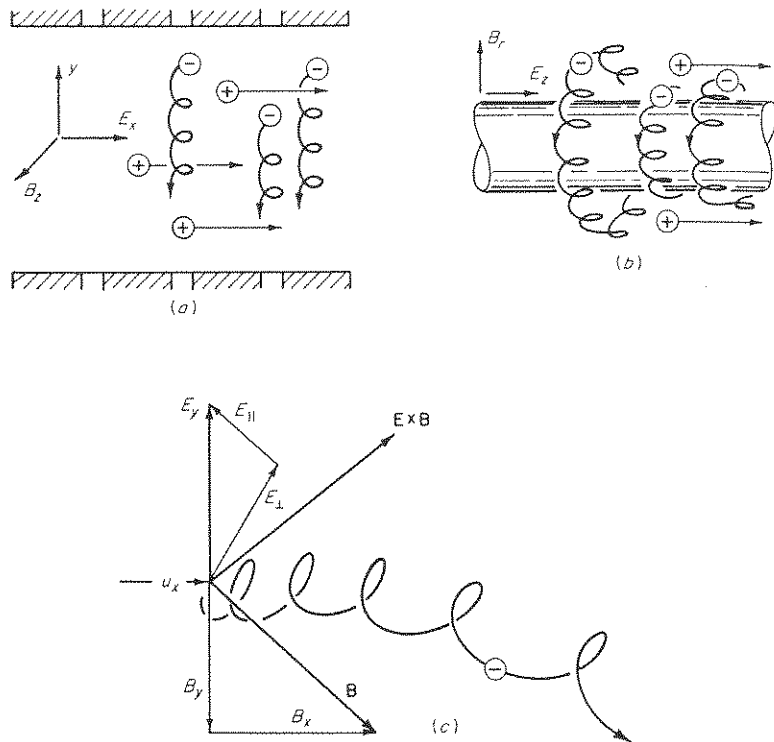 y
E_x
B_z
(a)
B_r
E_z
(b)
E_y
E_∥
E×B
E_⊥
u_x
B_y
B
B_x
(c)